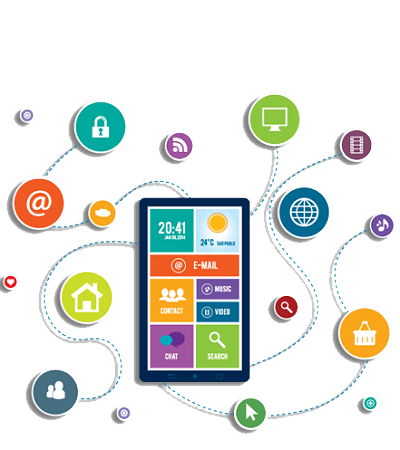 20:41
JAN 08, 2014
24°C SAO PAULO
@ E-MAIL
CONTACT
MUSIC
VIDEO
CHAT
SEARCH
@
@
@